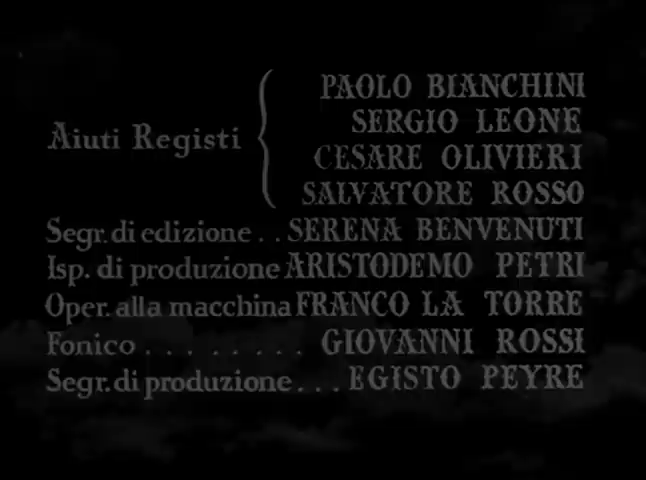 PAOLO BIANCHINI
SERGIO LEONE
Aiuti Registi
CESARE OLIVIERI
SALVATORE ROSSO
Segr. di edizione . . SERENA BENVENUTI
Isp. di produzione ARISTODEMO PETRI
Oper. alla macchina FRANCO LA TORRE
Fonico . . . . . . . . GIOVANNI ROSSI
Segr. di produzione . . . EGISTO PEYRE